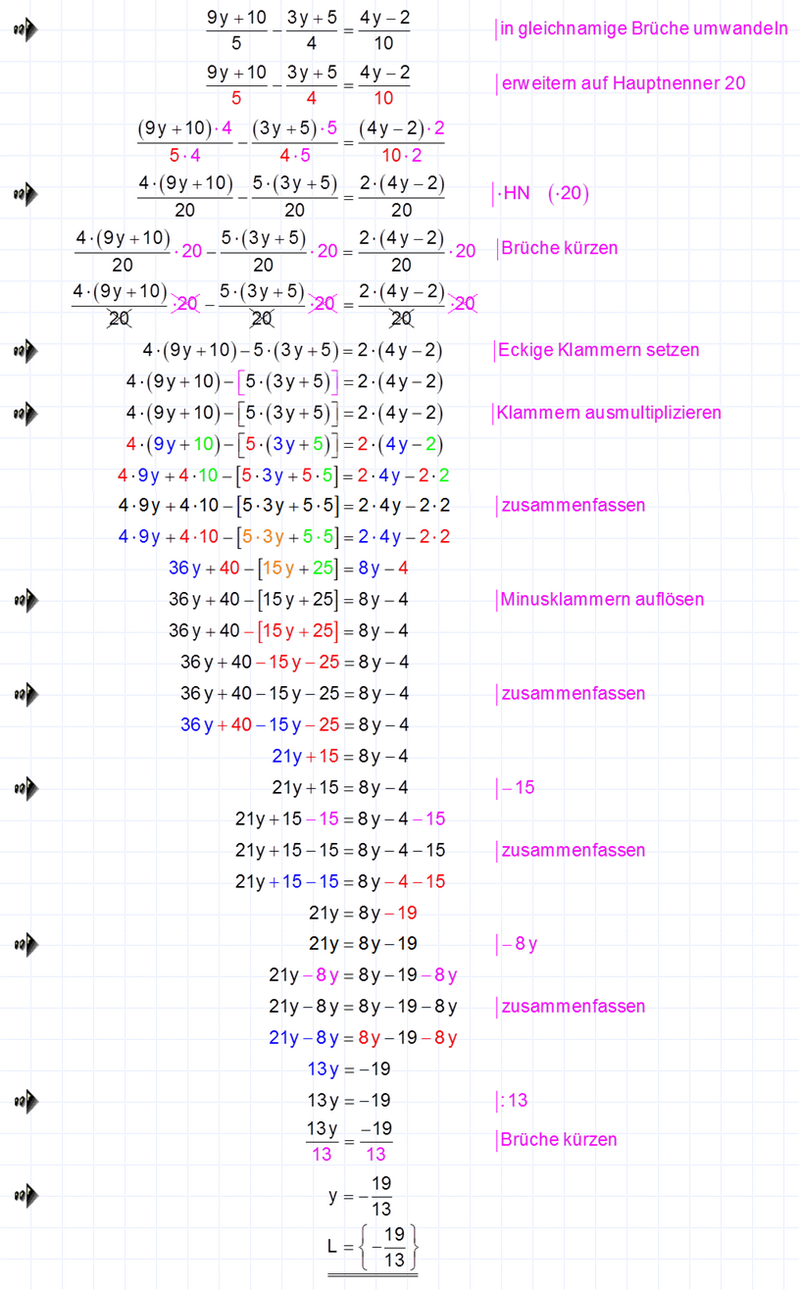 (9y+10)/5 − (3y+5)/4 = (4y−2)/10 |in gleichnamige Brüche umwandeln
(9y+10)/5 − (3y+5)/4 = (4y−2)/10 |erweitern auf Hauptnenner 20
((9y+10)·4)/(5·4) − ((3y+5)·5)/(4·5) = ((4y−2)·2)/(10·2)
(4·(9y+10))/20 − (5·(3y+5))/20 = (2·(4y−2))/20 |·HN (·20)
(4·(9y+10))/20 ·20 − (5·(3y+5))/20 ·20 = (2·(4y−2))/20 ·20 |Brüche kürzen
(4·(9y+10))/20 ·20 − (5·(3y+5))/20 ·20 = (2·(4y−2))/20 ·20
4·(9y+10)−5·(3y+5)=2·(4y−2) |Eckige Klammern setzen
4·(9y+10)−[5·(3y+5)]=2·(4y−2)
4·(9y+10)−[5·(3y+5)]=2·(4y−2) |Klammern ausmultiplizieren
4·(9y+10)−[5·(3y+5)]=2·(4y−2)
4·9y+4·10−[5·3y+5·5]=2·4y−2·2
4·9y+4·10−[5·3y+5·5]=2·4y−2·2 |zusammenfassen
4·9y+4·10−[5·3y+5·5]=2·4y−2·2
36y+40−[15y+25]=8y−4
36y+40−[15y+25]=8y−4 |Minusklammern auflösen
36y+40−[15y+25]=8y−4
36y+40−15y−25=8y−4
36y+40−15y−25=8y−4 |zusammenfassen
36y+40−15y−25=8y−4
21y+15=8y−4
21y+15=8y−4 |−15
21y+15−15=8y−4−15
21y+15−15=8y−4−15 |zusammenfassen
21y+15−15=8y−4−15
21y=8y−19
21y=8y−19 |−8y
21y−8y=8y−19−8y
21y−8y=8y−19−8y |zusammenfassen
21y−8y=8y−19−8y
13y=−19
13y=−19 |:13
13y/13 = −19/13 |Brüche kürzen
y=−19/13
L={−19/13}